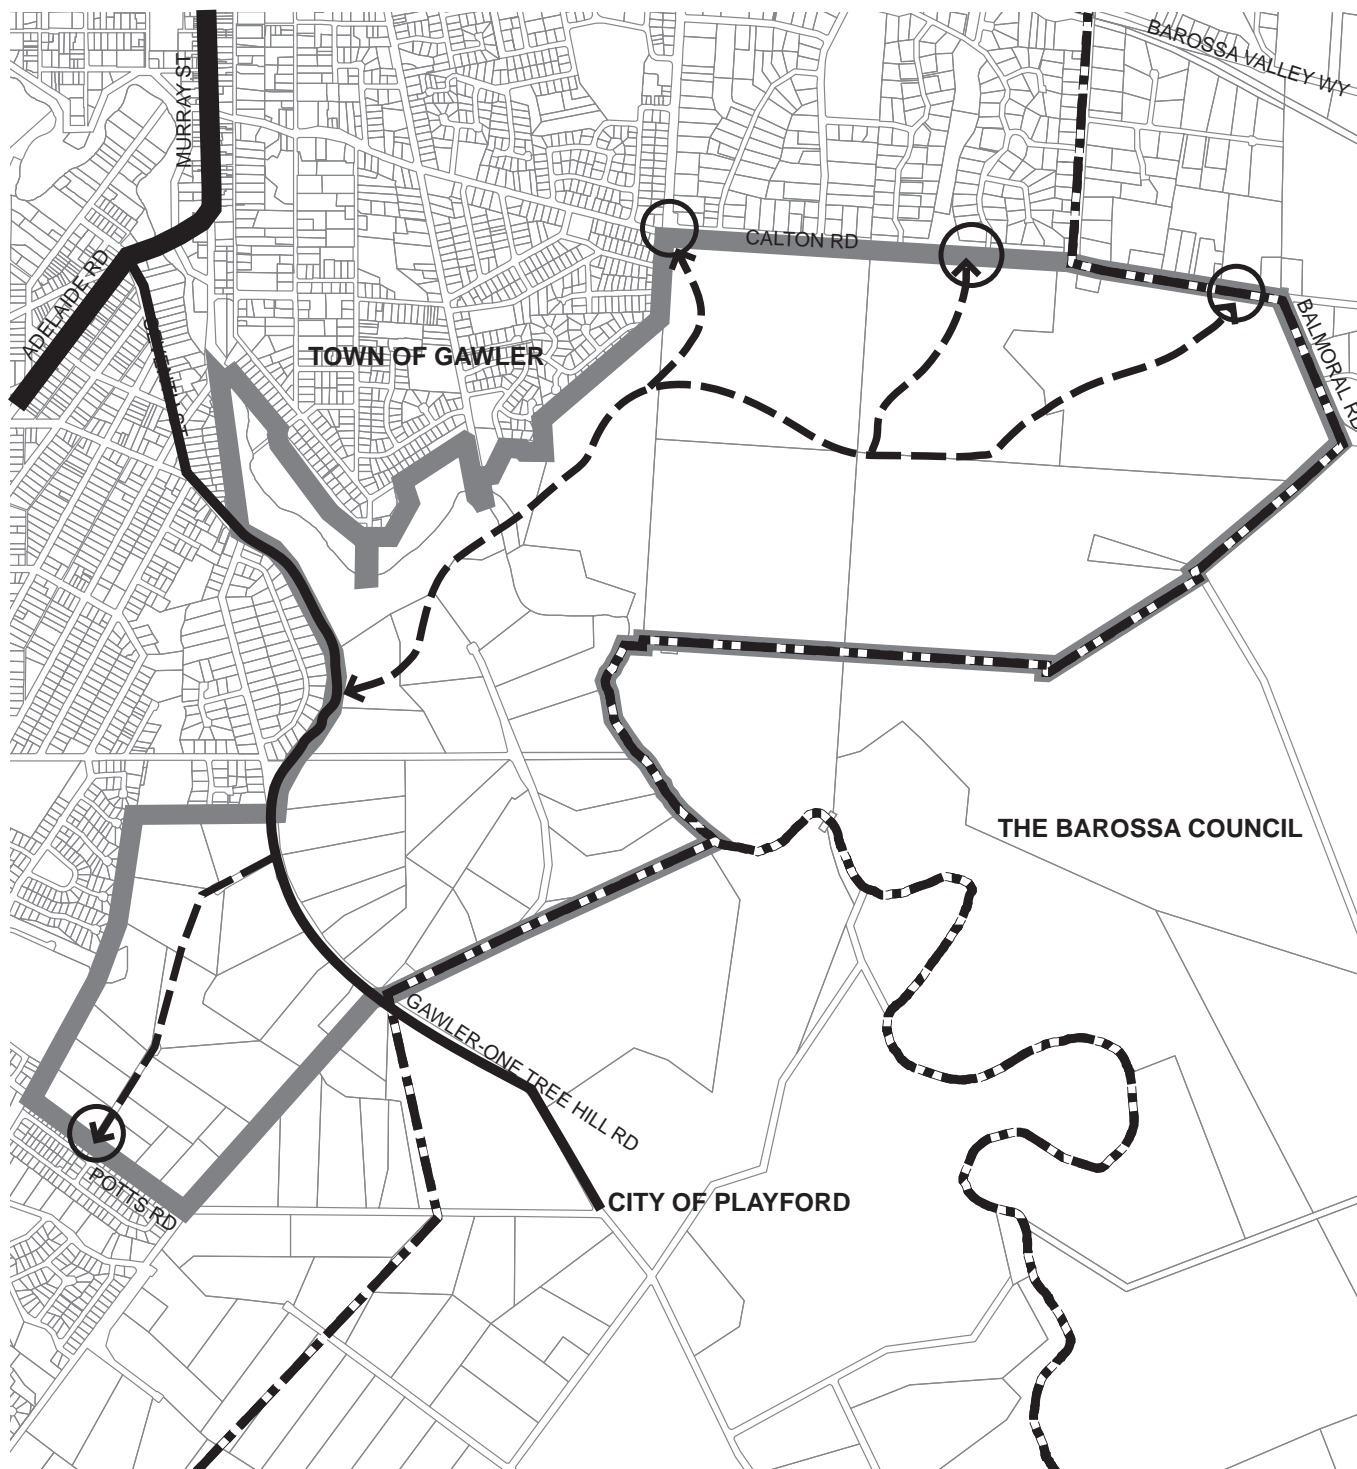 BAROSSA VALLEY WY
MURRAY ST
CALTON RD
ADELAIDE RD
BALMORAL RD
TOWN OF GAWLER
THE BAROSSA COUNCIL
GAWLER-ONE TREE HILL RD
CITY OF PLAYFORD
POTTS RD